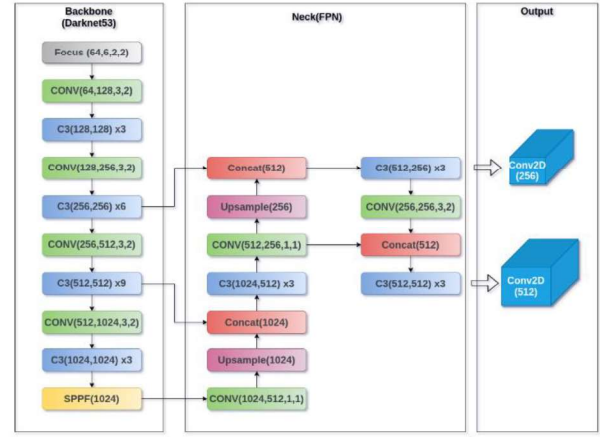 Backbone
(Darknet53)
Focus (64,6,2,2)
CONV(64,128,3,2)
C3(128,128) x3
CONV(128,256,3,2)
C3(256,256) x6
CONV(256,512,3,2)
C3(512,512) x9
CONV(512,1024,3,2)
C3(1024,1024) x3
SPPF(1024)
Neck(FPN)
Concat(512)
Upsample(256)
CONV(512,256,1,1)
C3(1024,512) x3
Concat(1024)
Upsample(1024)
CONV(1024,512,1,1)
C3(512,256) x3
CONV(256,256,3,2)
Concat(512)
C3(512,512) x3
Output
Conv2D
(256)
Conv2D
(512)